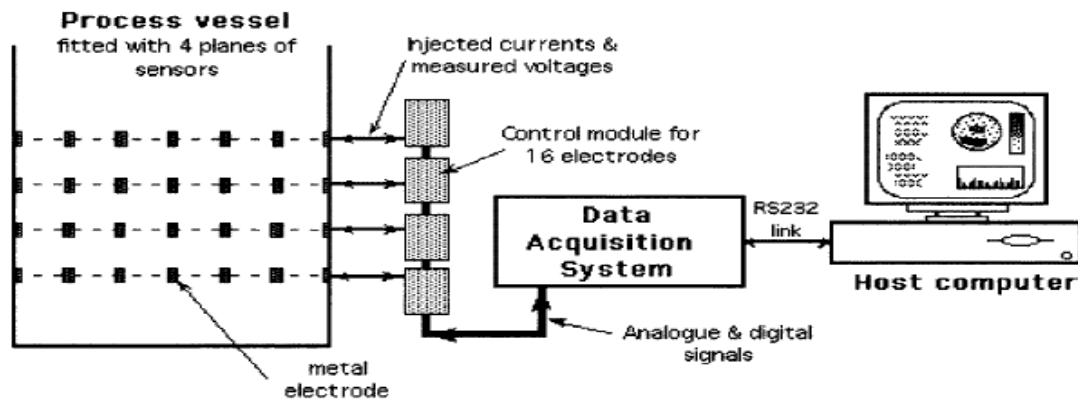 Process vessel
fitted with 4 planes of
sensors
Injected currents &
measured voltages
Control module for
16 electrodes
Data
Acquisition
System
RS232
link
Host computer
Analogue & digital
signals
metal
electrode